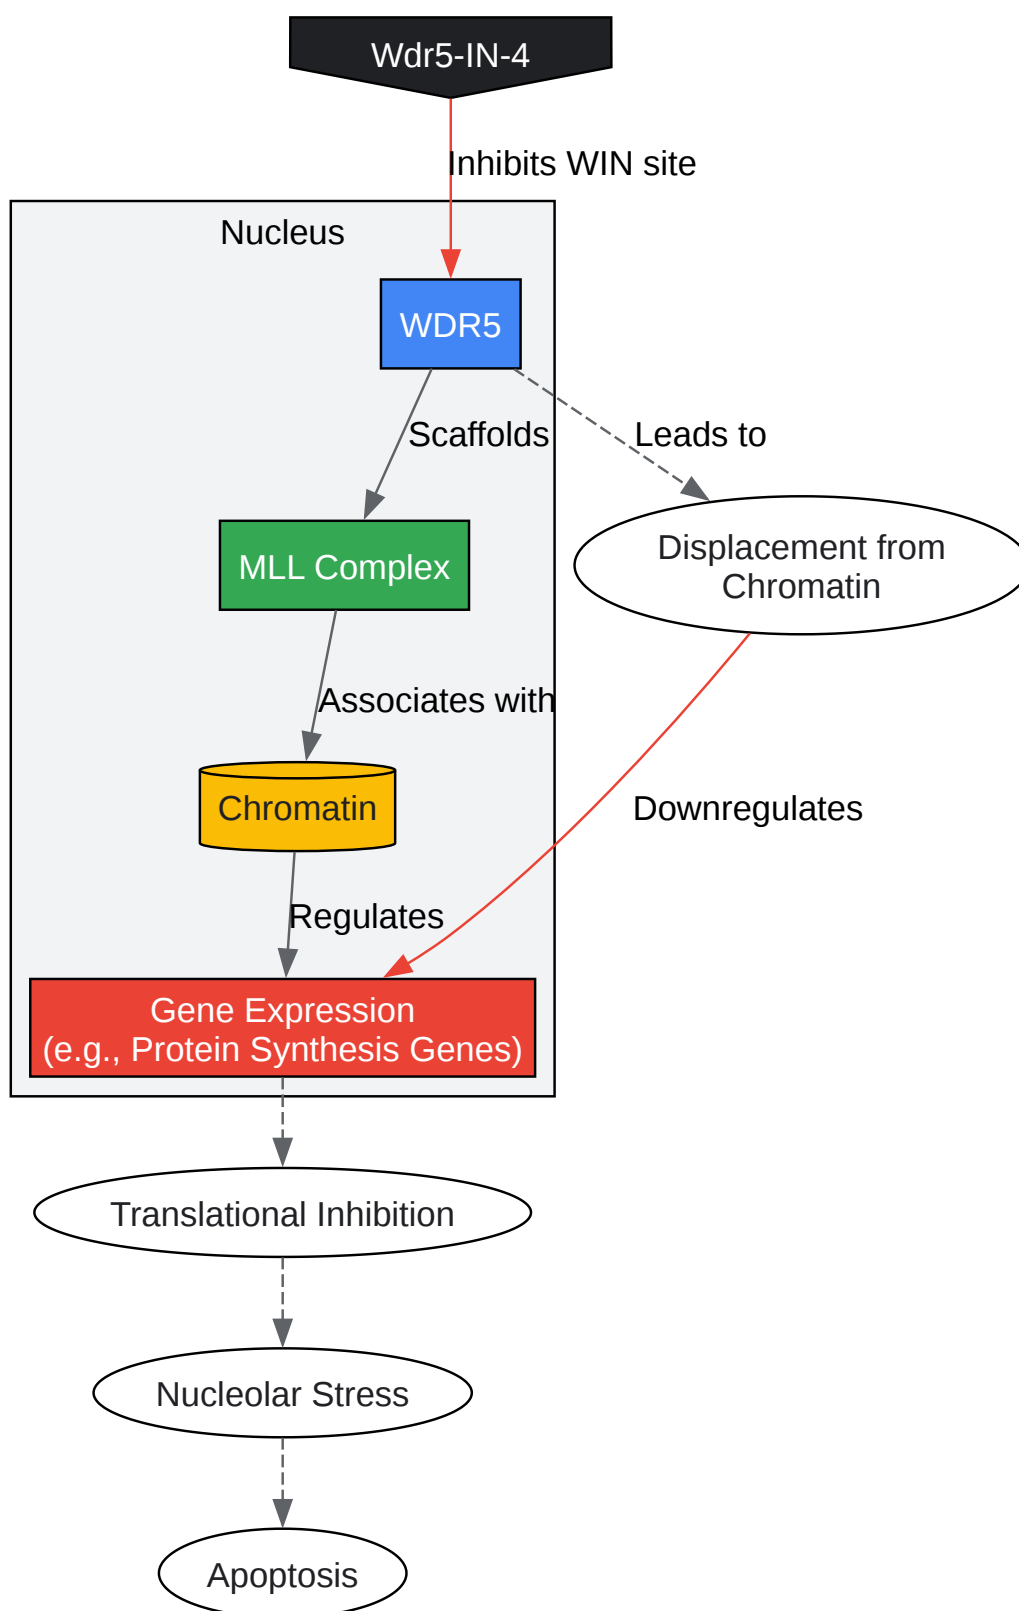 Wdr5-IN-4
Inhibits WIN site
Nucleus
WDR5
Scaffolds
Leads to
Displacement from
Chromatin
MLL Complex
Associates with
Chromatin
Downregulates
Regulates
Gene Expression
(e.g., Protein Synthesis Genes)
Translational Inhibition
Nucleolar Stress
Apoptosis